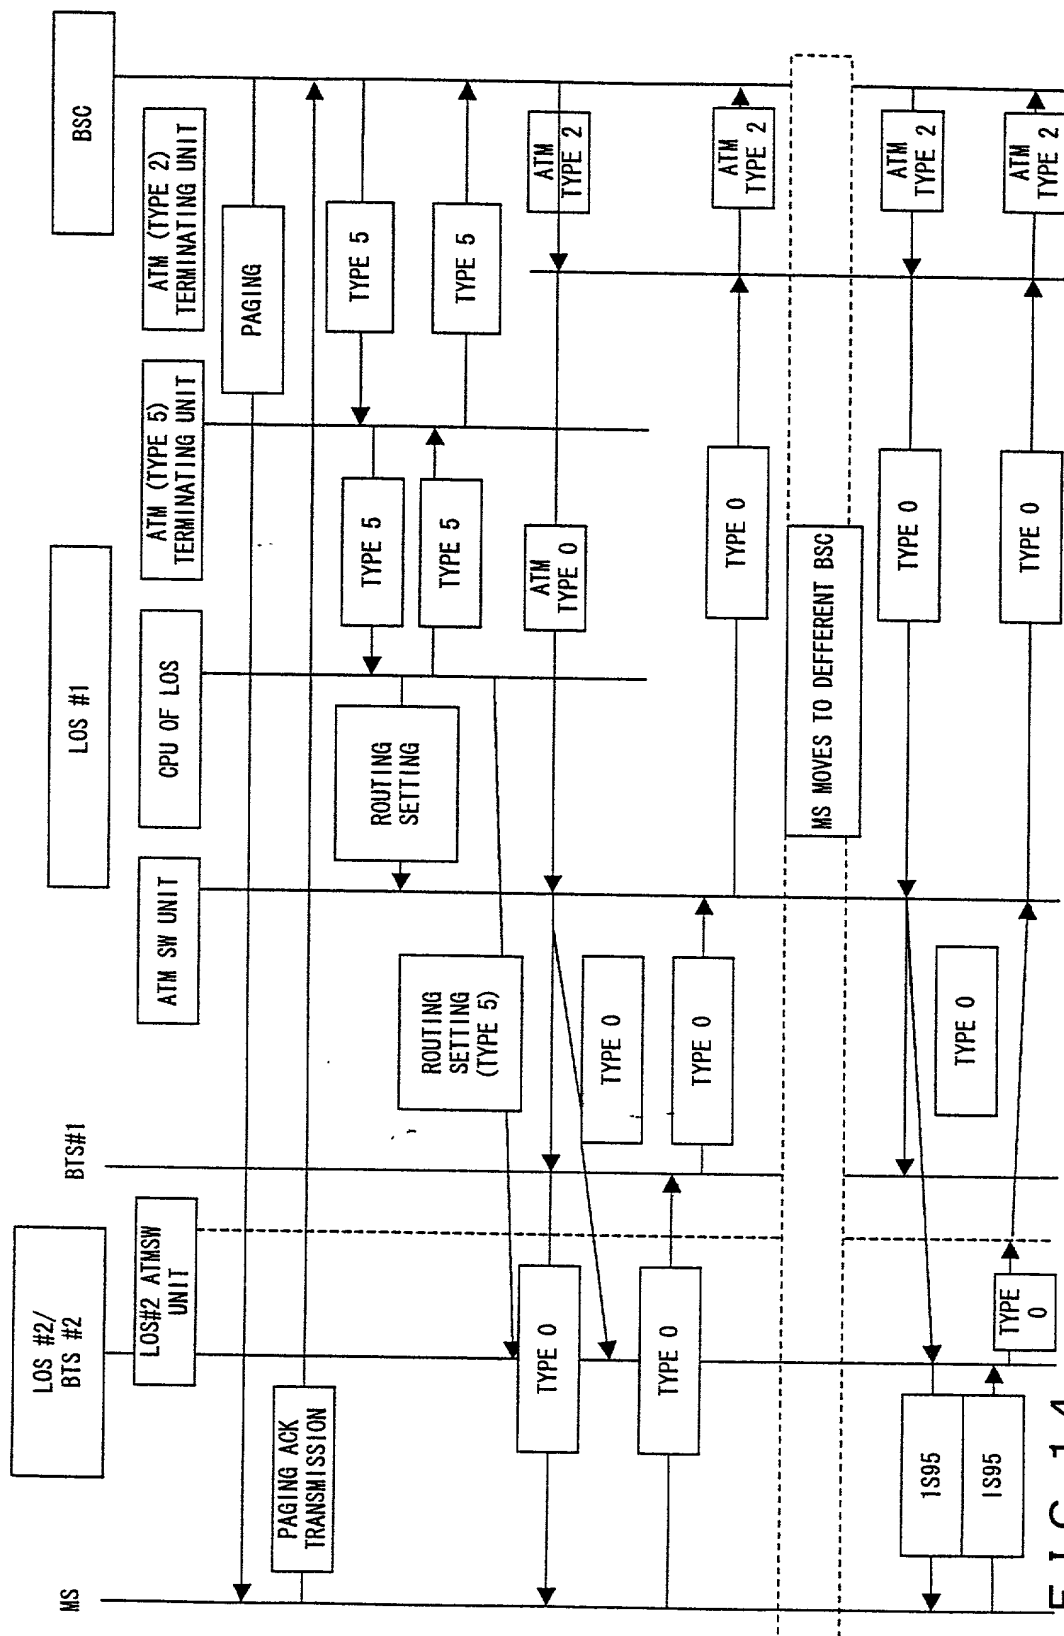 MS
LOS #2/
BTS #2
LOS#2 ATMSW
UNIT
BTS#1
LOS #1
ATM SW UNIT
CPU OF LOS
ATM (TYPE 5)
TERMINATING UNIT
ATM (TYPE 2)
TERMINATING UNIT
BSC
PAGING
PAGING ACK
TRANSMISSION
TYPE 5
TYPE 5
ROUTING
SETTING
TYPE 5
TYPE 5
ROUTING
SETTING
(TYPE 5)
ATM
TYPE 2
ATM
TYPE 0
TYPE 0
TYPE 0
TYPE 0
TYPE 0
TYPE 0
ATM
TYPE 2
MS MOVES TO DEFFERENT BSC
ATM
TYPE 2
TYPE 0
TYPE 0
1S95
IS95
TYPE
0
TYPE 0
ATM
TYPE 2
FIG. 14